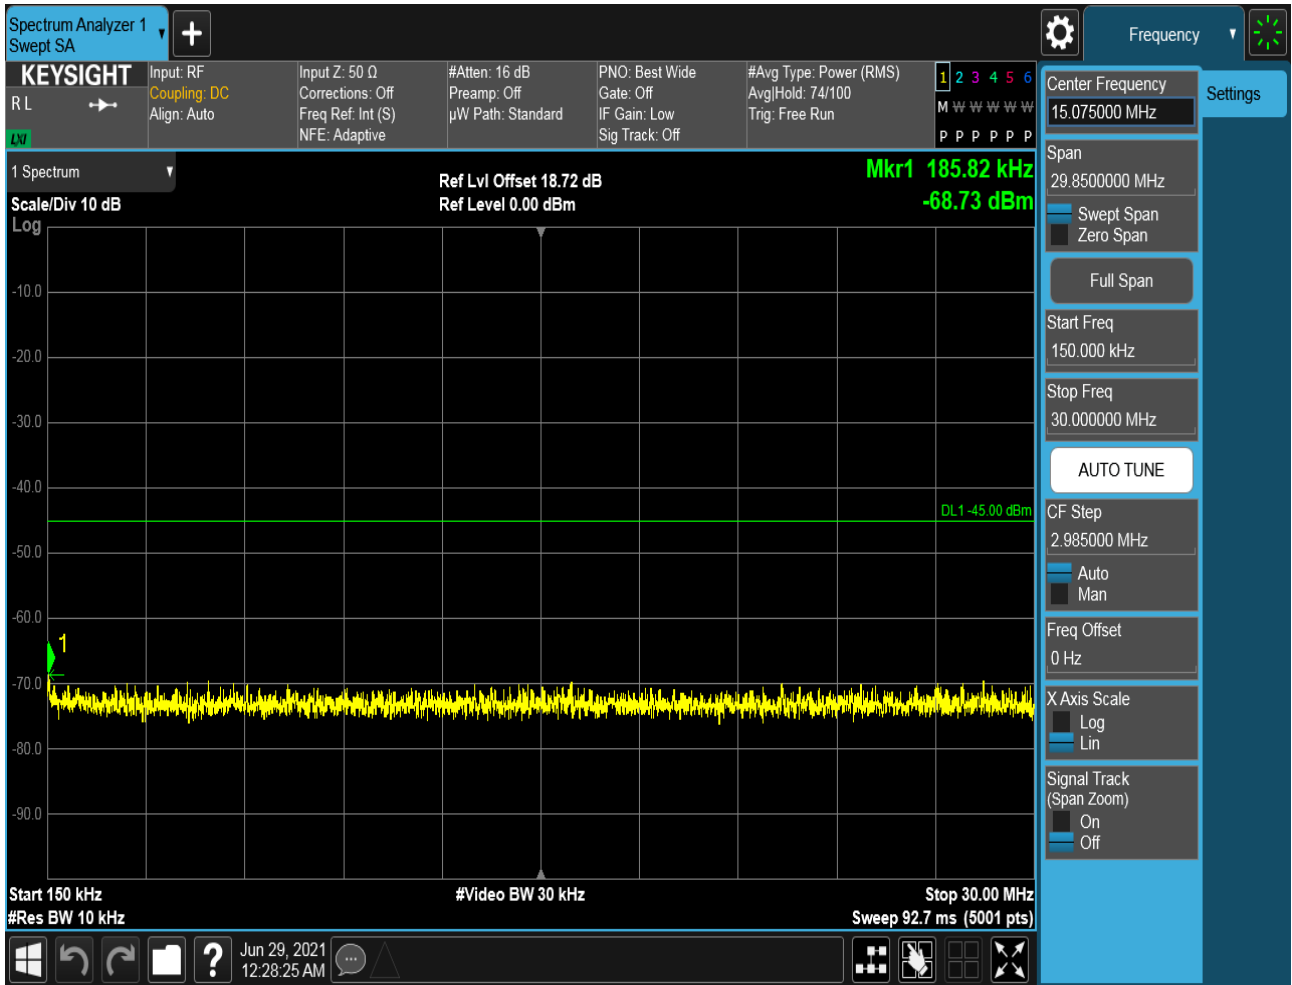 Spectrum Analyzer 1
Swept SA
+
Frequency
KEYSIGHT
R L
LXI
Input: RF
Coupling: DC
Align: Auto
Input Z: 50 Ω
Corrections: Off
Freq Ref: Int (S)
NFE: Adaptive
#Atten: 16 dB
Preamp: Off
µW Path: Standard
PNO: Best Wide
Gate: Off
IF Gain: Low
Sig Track: Off
#Avg Type: Power (RMS)
Avg|Hold: 74/100
Trig: Free Run
1 2 3 4 5 6
M W W W W W
P P P P P P
1 Spectrum
Scale/Div 10 dB
Log
Ref Lvl Offset 18.72 dB
Ref Level 0.00 dBm
Mkr1 185.82 kHz
-68.73 dBm
-10.0
-20.0
-30.0
-40.0
DL1 -45.00 dBm
-50.0
-60.0
1
-70.0
-80.0
-90.0
Start 150 kHz
#Res BW 10 kHz
#Video BW 30 kHz
Stop 30.00 MHz
Sweep 92.7 ms (5001 pts)
?
Jun 29, 2021
12:28:25 AM
Center Frequency
15.075000 MHz
Settings
Span
29.8500000 MHz
Swept Span
Zero Span
Full Span
Start Freq
150.000 kHz
Stop Freq
30.000000 MHz
AUTO TUNE
CF Step
2.985000 MHz
Auto
Man
Freq Offset
0 Hz
X Axis Scale
Log
Lin
Signal Track
(Span Zoom)
On
Off